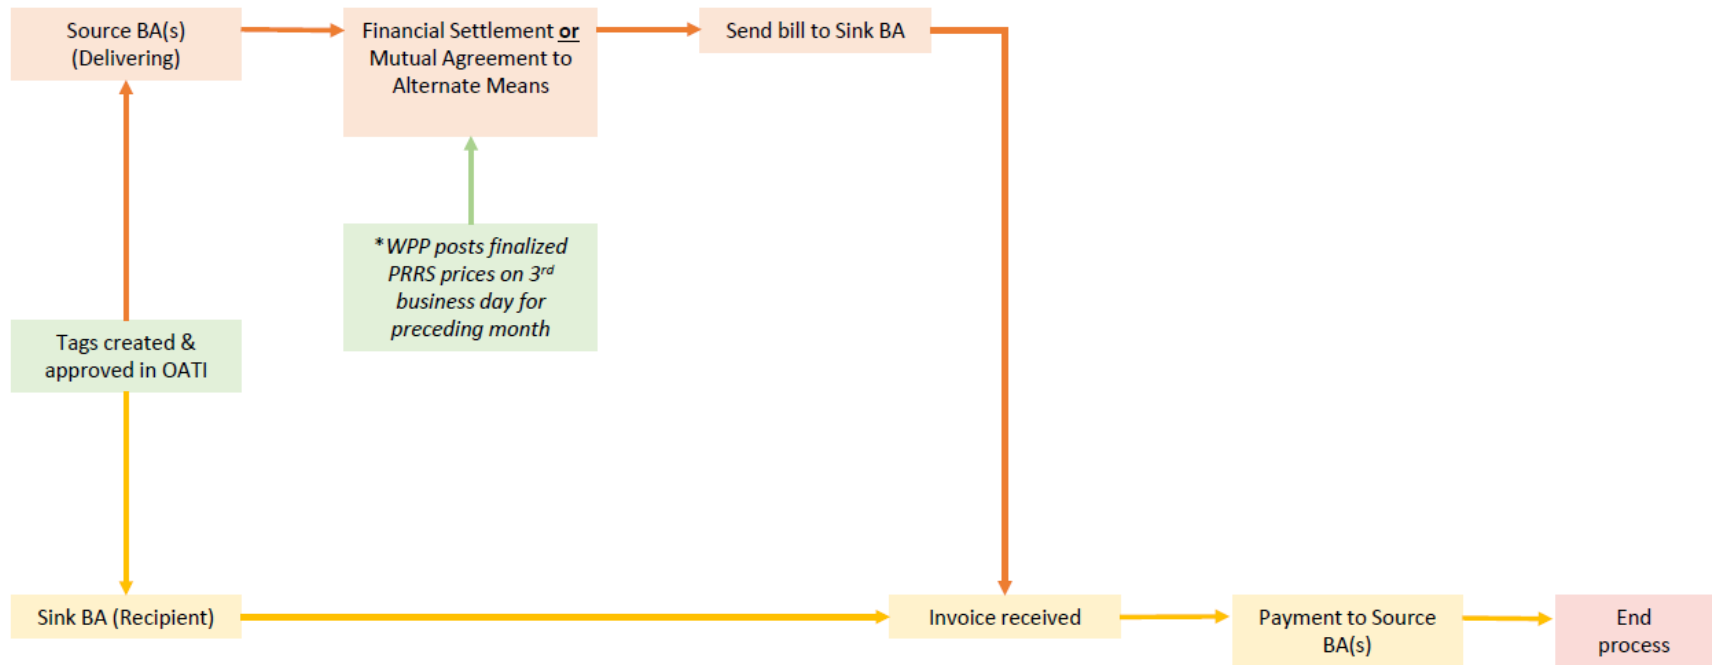 Source BA(s)
(Delivering)
Financial Settlement or
Mutual Agreement to
Alternate Means
Send bill to Sink BA
*WPP posts finalized
PRRS prices on 3rd
business day for
preceding month
Tags created &
approved in OATI
Sink BA (Recipient)
Invoice received
Payment to Source
BA(s)
End
process